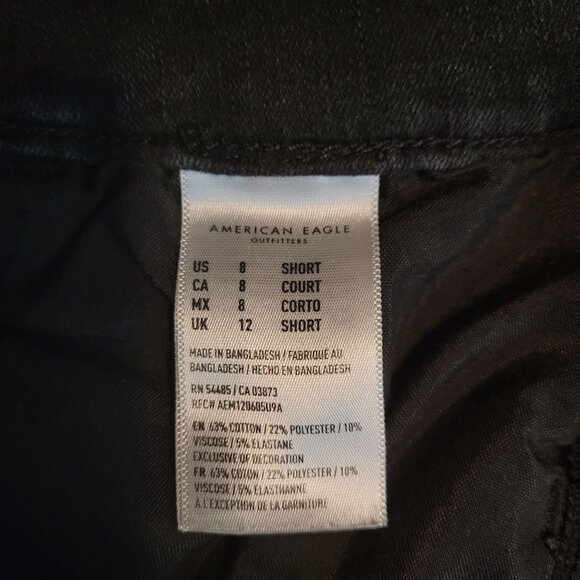 AMERICAN EAGLE
OUTFITTERS
US 8 SHORT
CA 8 COURT
MX 8 CORTO
UK 12 SHORT
MADE IN BANGLADESH / FABRIQUÉ AU
BANGLADESH / HECHO EN BANGLADESH
RN 54485 / CA 03873
RFC# AEM120605U9A
EN 63% COTTON / 22% POLYESTER / 10%
VISCOSE / 5% ELASTANE
EXCLUSIVE OF DECORATION
FR 63% COTON / 22% POLYESTER / 10%
VISCOSE / 5% ÉLASTHANNE
À L'EXCEPTION DE LA GARNITURE